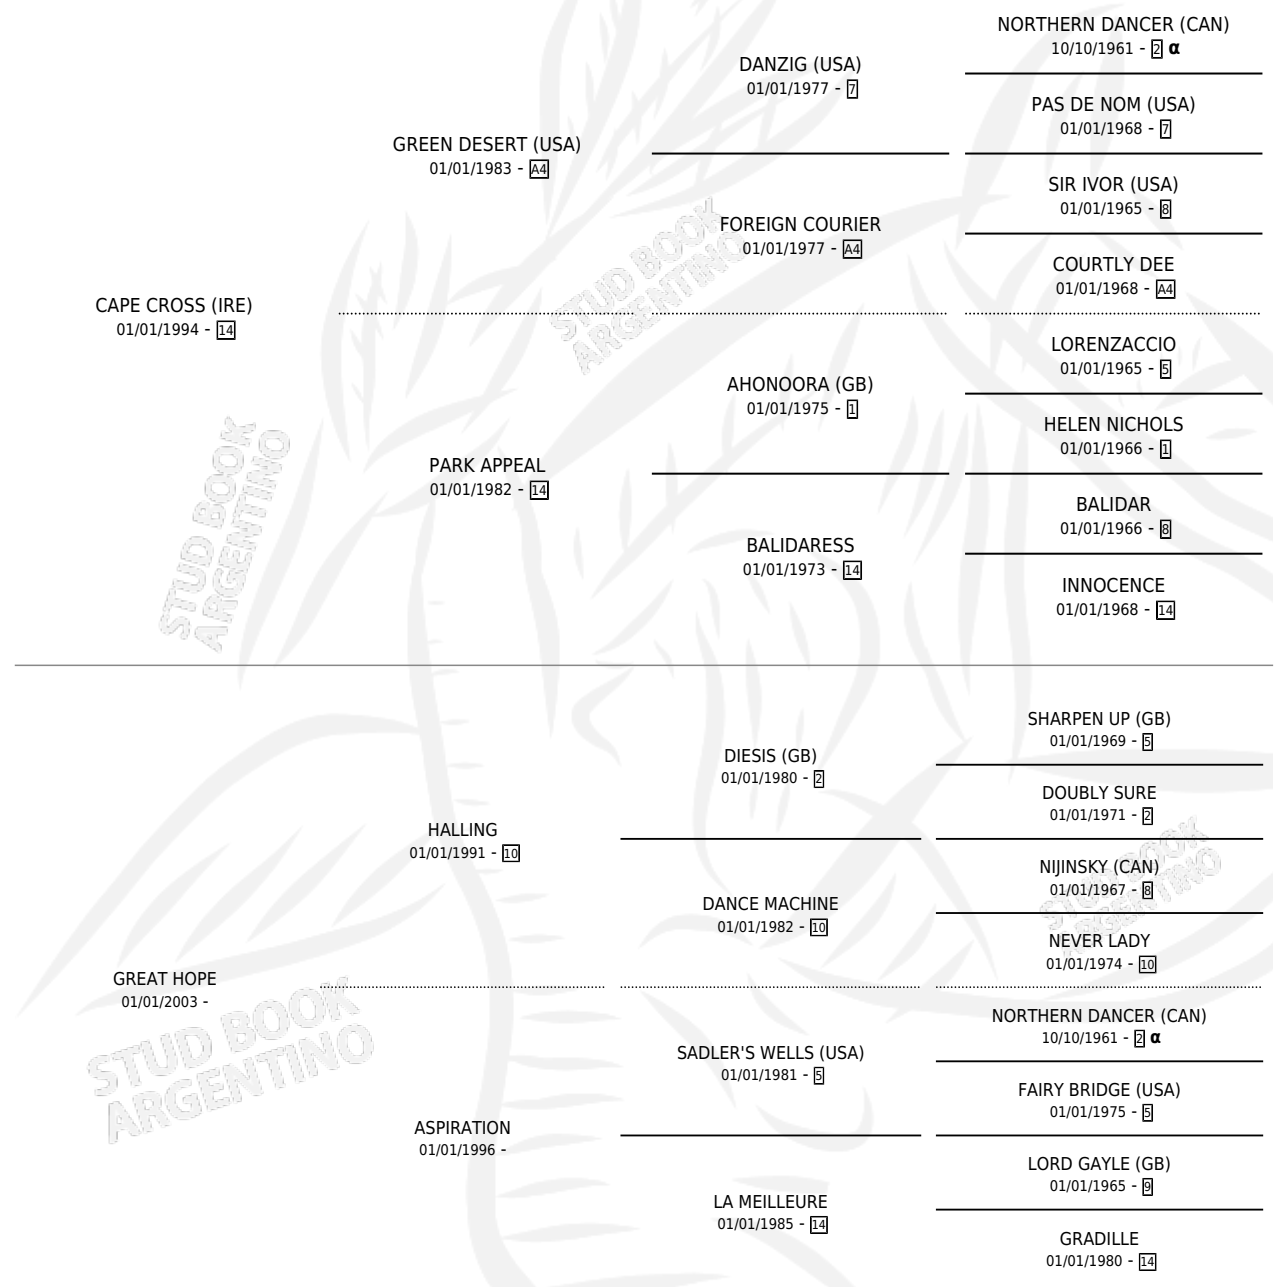 NORTHERN DANCER (CAN)
10/10/1961 - 2 α
DANZIG (USA)
01/01/1977 - 7
PAS DE NOM (USA)
01/01/1968 - 7
GREEN DESERT (USA)
01/01/1983 - A4
SIR IVOR (USA)
01/01/1965 - 8
FOREIGN COURIER
01/01/1977 - A4
COURTLY DEE
01/01/1968 - A4
CAPE CROSS (IRE)
01/01/1994 - 14
LORENZACCIO
01/01/1965 - 5
AHONOORA (GB)
01/01/1975 - 1
HELEN NICHOLS
01/01/1966 - 1
PARK APPEAL
01/01/1982 - 14
BALIDAR
01/01/1966 - 8
BALIDARESS
01/01/1973 - 14
INNOCENCE
01/01/1968 - 14
SHARPEN UP (GB)
01/01/1969 - 5
DIESIS (GB)
01/01/1980 - 2
DOUBLY SURE
01/01/1971 - 2
HALLING
01/01/1991 - 10
NIJINSKY (CAN)
01/01/1967 - 8
DANCE MACHINE
01/01/1982 - 10
NEVER LADY
01/01/1974 - 10
GREAT HOPE
01/01/2003 -
NORTHERN DANCER (CAN)
10/10/1961 - 2 α
SADLER'S WELLS (USA)
01/01/1981 - 5
FAIRY BRIDGE (USA)
01/01/1975 - 5
ASPIRATION
01/01/1996 -
LORD GAYLE (GB)
01/01/1965 - 9
LA MEILLEURE
01/01/1985 - 14
GRADILLE
01/01/1980 - 14
STUD BOOK
ARGENTINO
STUD BOOK
ARGENTINO
STUD BOOK
ARGENTINO
STUD BOOK
ARGENTINO